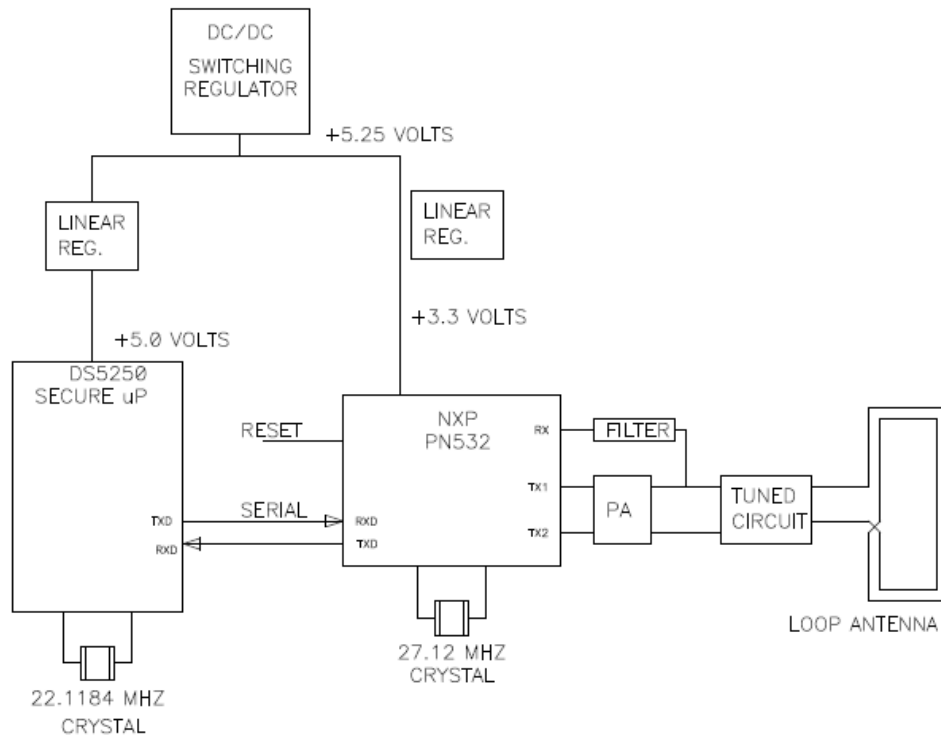 DC/DC
SWITCHING
REGULATOR
+5.25 VOLTS
LINEAR
REG.
LINEAR
REG.
+5.0 VOLTS
+3.3 VOLTS
DS5250
SECURE uP
TXD
RXD
RESET
SERIAL
NXP
PN532
RXD
TXD
RX
TX1
TX2
FILTER
PA
TUNED
CIRCUIT
LOOP ANTENNA
22.1184 MHZ
CRYSTAL
27.12 MHZ
CRYSTAL